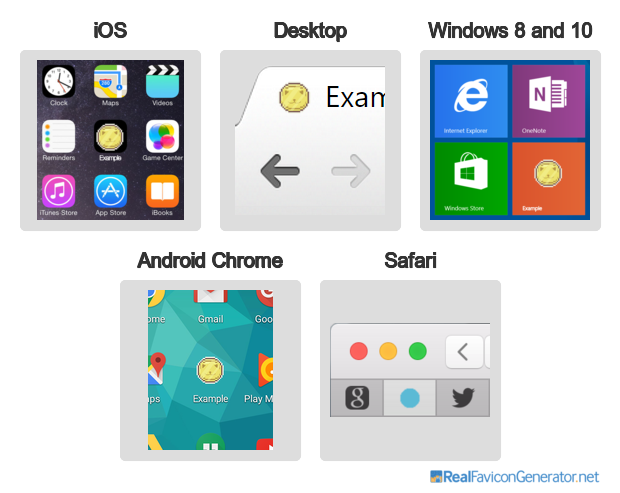 iOS
Desktop
Windows 8 and 10
Clock
Maps
Videos
Reminders
Example
Game Center
iTunes Store
App Store
iBooks
Exam
Internet Explorer
OneNote
Windows Store
Example
Android Chrome
Safari
ome
Gmail
Goo
aps
Example
Play M
g
RealFaviconGenerator.net